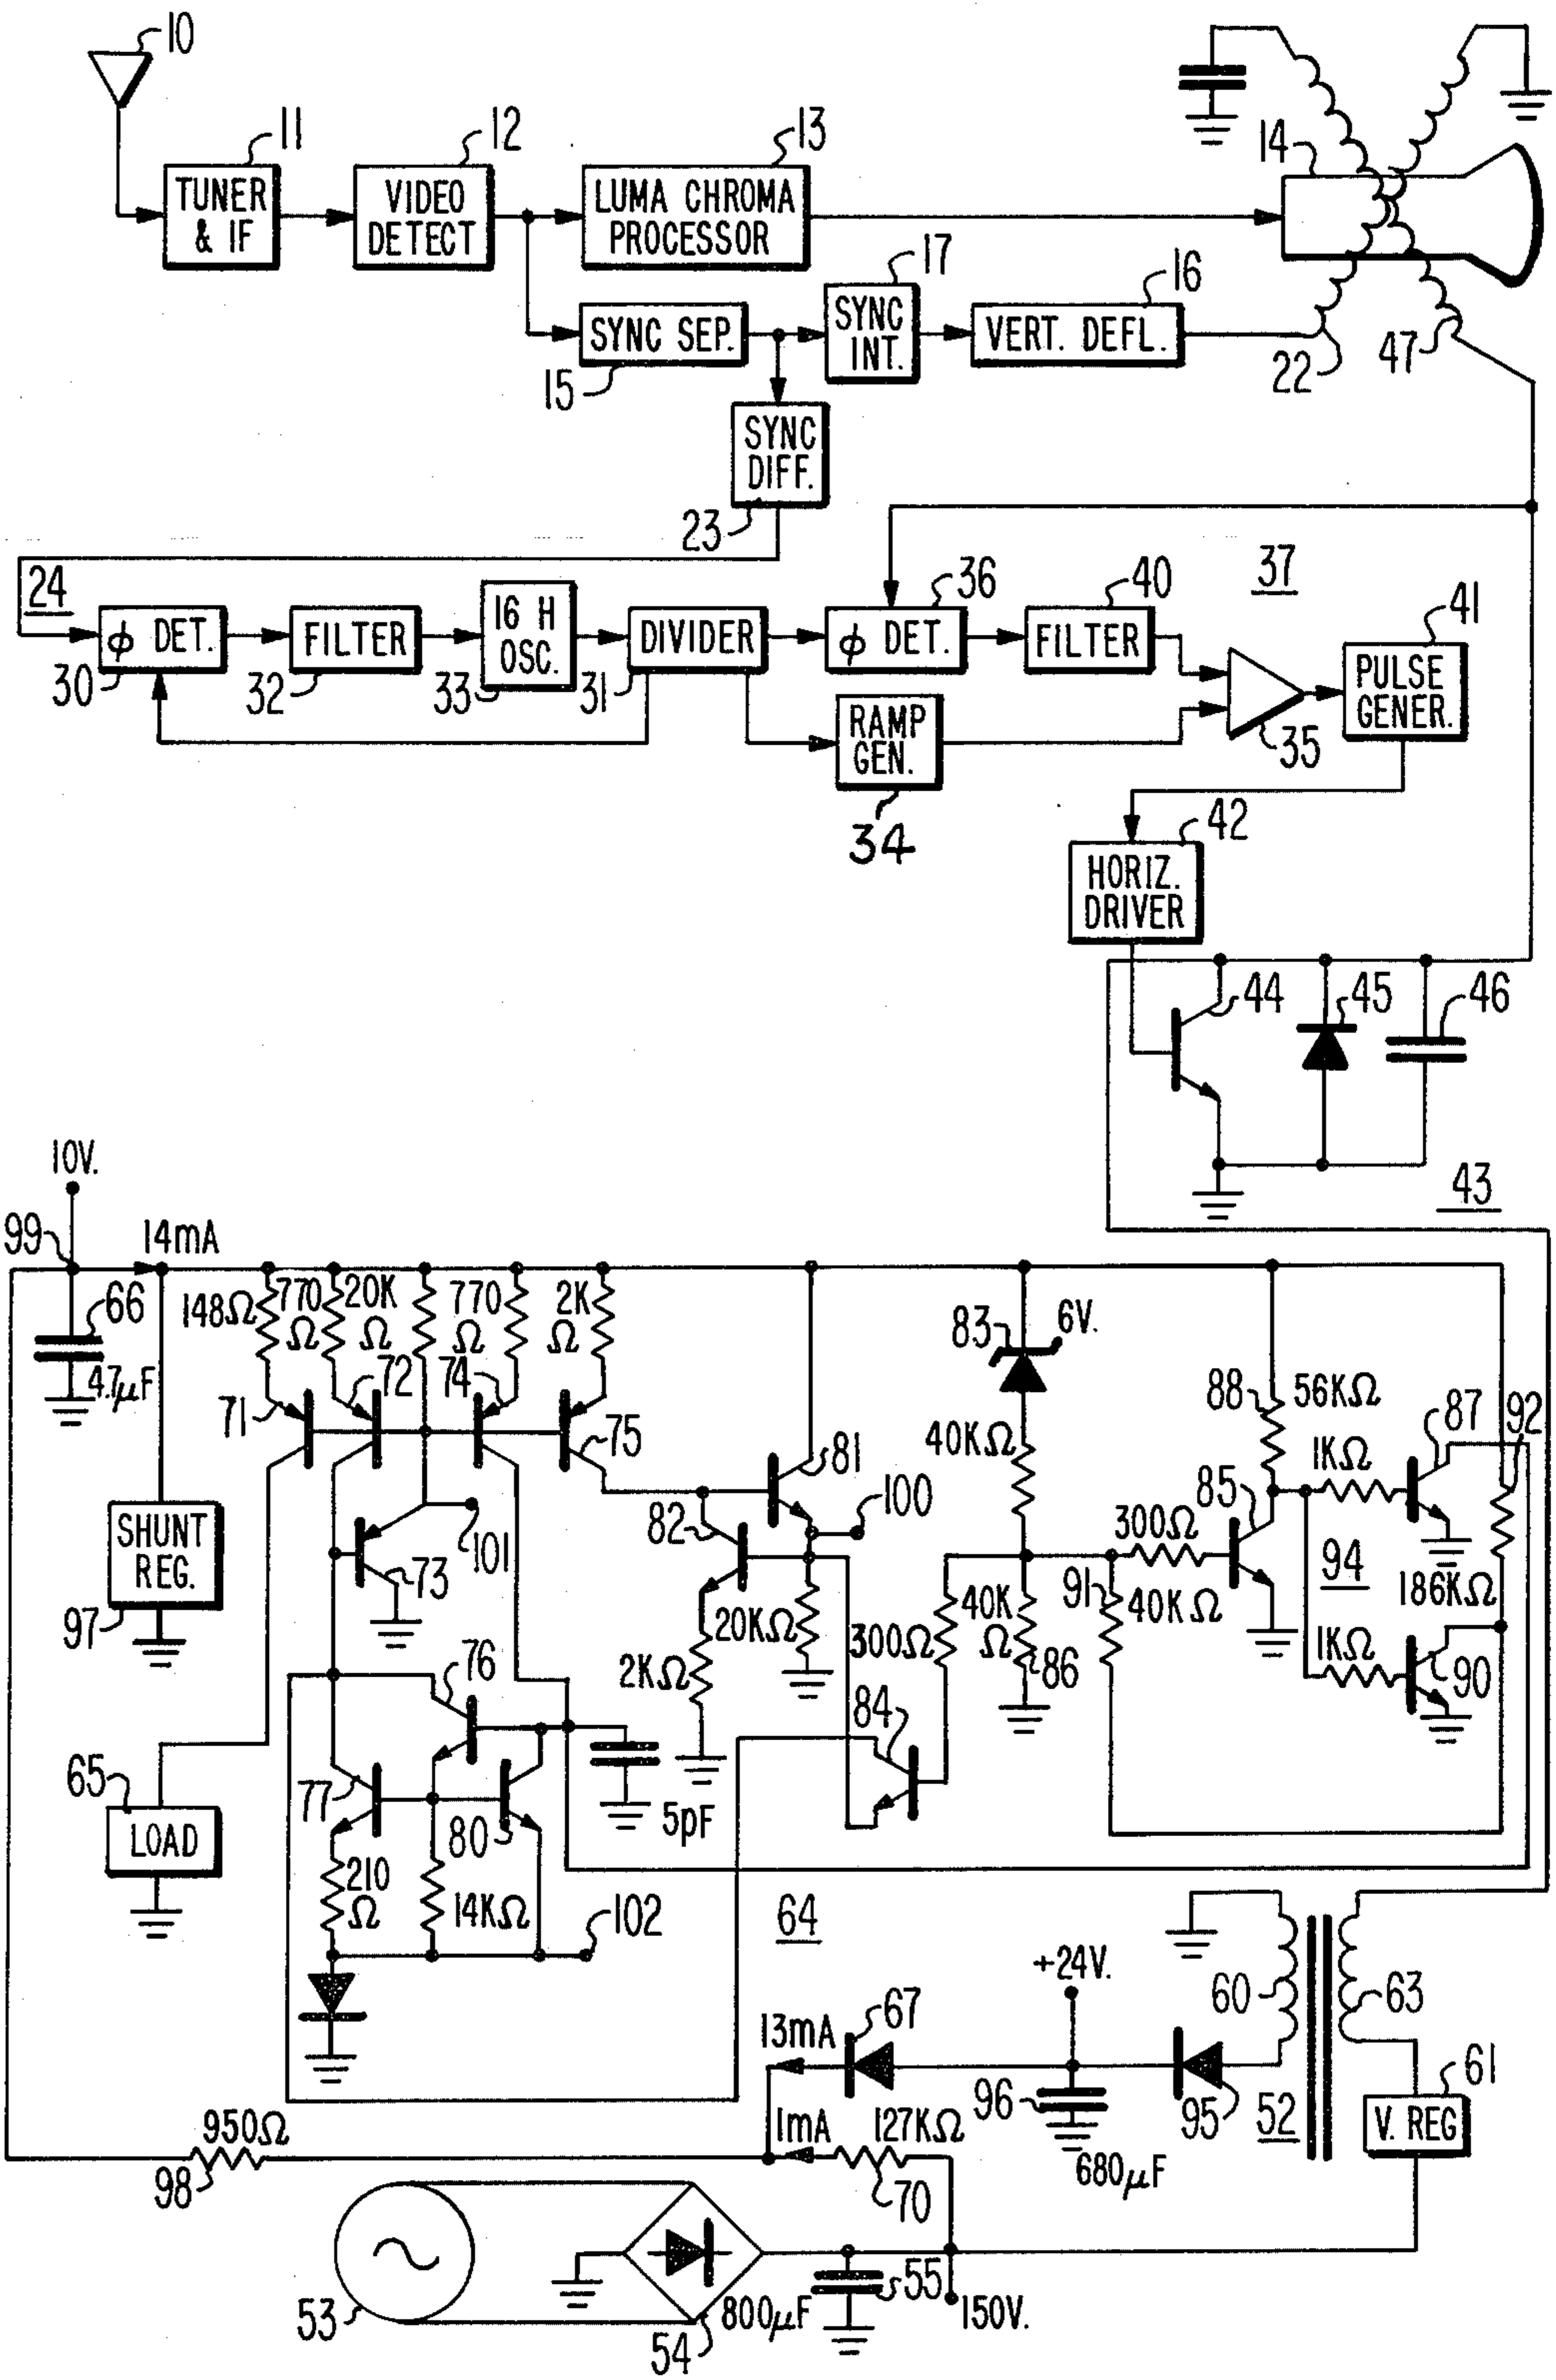 10
11
12
13
14
TUNER
& IF
VIDEO
DETECT
LUMA CHROMA
PROCESSOR
17
16
SYNC SEP.
SYNC
INT.
VERT. DEFL.
15
22
47
SYNC
DIFF.
23
24
36
40
37
41
ϕ DET.
FILTER
16 H
OSC.
DIVIDER
ϕ DET.
FILTER
PULSE
GENER.
30
32
33
31
RAMP
GEN.
35
34
42
HORIZ.
DRIVER
44
45
46
10V.
43
99
14mA
66
148Ω
770
Ω
20K
Ω
770
Ω
2K
Ω
83
6V.
4.7μF
72
74
88
56KΩ
87
92
71
75
81
40KΩ
1KΩ
100
85
SHUNT
REG.
82
300Ω
101
94
73
91
186KΩ
97
20KΩ
300Ω
40K
Ω
40KΩ
1KΩ
76
2KΩ
86
90
84
65
77
LOAD
80
5pF
210
Ω
14KΩ
102
64
+24V.
60
63
67
13mA
61
96
95
52
V. REG
950Ω
1mA
127KΩ
98
70
680μF
53
54
800μF
55
150V.